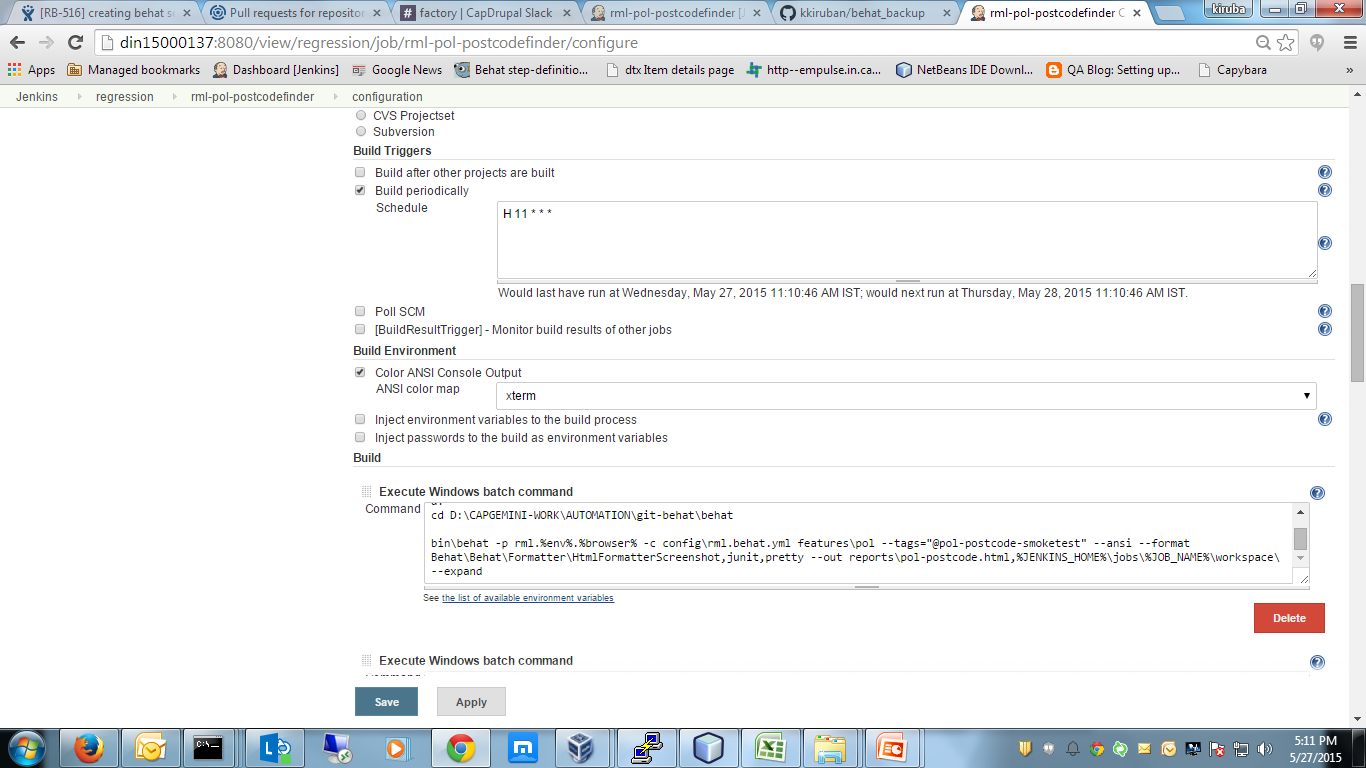 [RB-516] creating behat s
Pull requests for repositor
factory | CapDrupal Slack
rml-pol-postcodefinder [J
kkiruban/behat_backup
rml-pol-postcodefinder C
kiruba
din15000137:8080/view/regression/job/rml-pol-postcodefinder/configure
Apps
Managed bookmarks
Dashboard [Jenkins]
Google News
Behat step-definitio...
dtx Item details page
http--empulse.in.ca...
NetBeans IDE Downl...
QA Blog: Setting up...
Capybara
»
Jenkins
regression
rml-pol-postcodefinder
configuration
CVS Projectset
Subversion
Build Triggers
Build after other projects are built
Build periodically
Schedule
H 11 * * *
Would last have run at Wednesday, May 27, 2015 11:10:46 AM IST; would next run at Thursday, May 28, 2015 11:10:46 AM IST.
Poll SCM
[BuildResultTrigger] - Monitor build results of other jobs
Build Environment
Color ANSI Console Output
ANSI color map
xterm
Inject environment variables to the build process
Inject passwords to the build as environment variables
Build
Execute Windows batch command
Command
cd D:\CAPGEMINI-WORK\AUTOMATION\git-behat\behat
bin\behat -p rml.%env%.%browser% -c config\rml.behat.yml features\pol --tags="@pol-postcode-smoketest" --ansi --format
Behat\Behat\Formatter\HtmlFormatterScreenshot,junit,pretty --out reports\pol-postcode.html,%JENKINS_HOME%\jobs\%JOB_NAME%\workspace\
--expand
See the list of available environment variables
Delete
Execute Windows batch command
Save
Apply
5:11 PM
5/27/2015